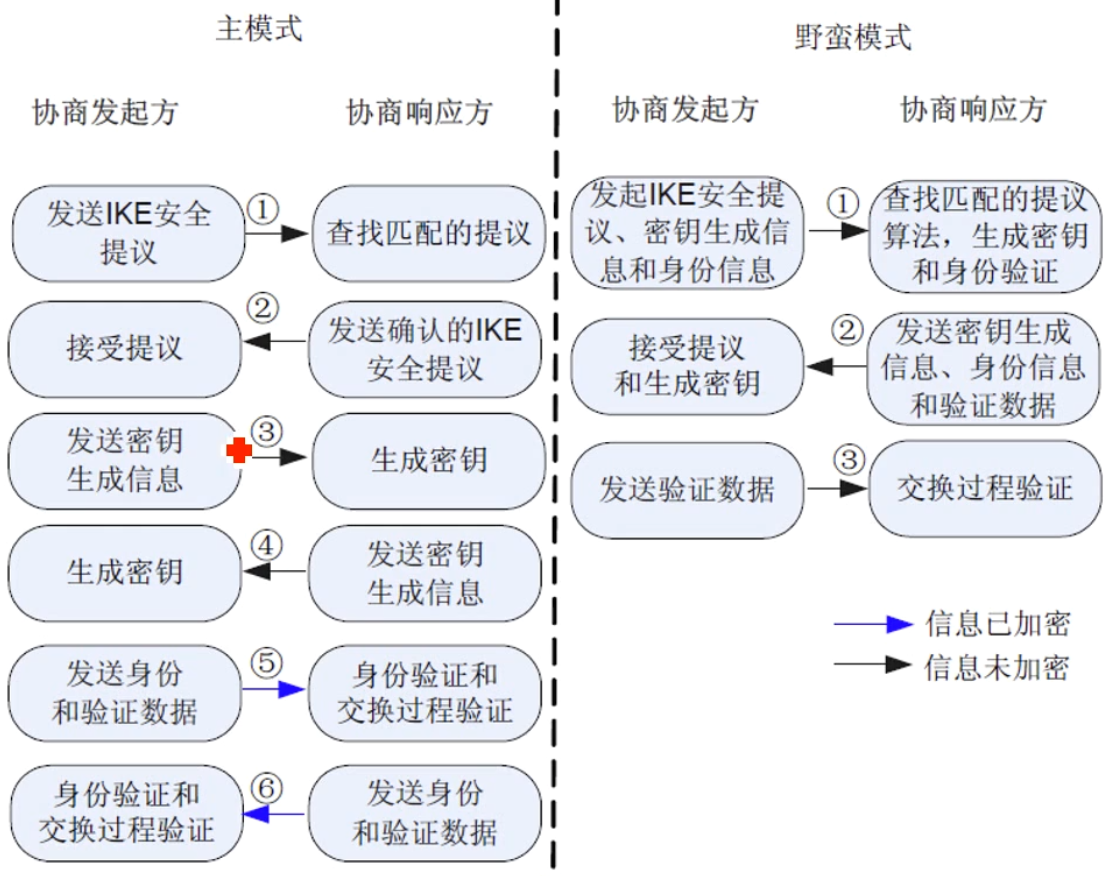 主模式
协商发起方
协商响应方
发送IKE安全
提议
①
查找匹配的提议
接受提议
②
发送确认的IKE
安全提议
发送密钥
生成信息
③
生成密钥
生成密钥
④
发送密钥
生成信息
发送身份
和验证数据
⑤
身份验证和
交换过程验证
身份验证和
交换过程验证
⑥
发送身份
和验证数据
野蛮模式
协商发起方
协商响应方
发起IKE安全提
议、密钥生成信
息和身份信息
①
查找匹配的提议
算法，生成密钥
和身份验证
接受提议
和生成密钥
②
发送密钥生成
信息、身份信息
和验证数据
发送验证数据
③
交换过程验证
信息已加密
信息未加密